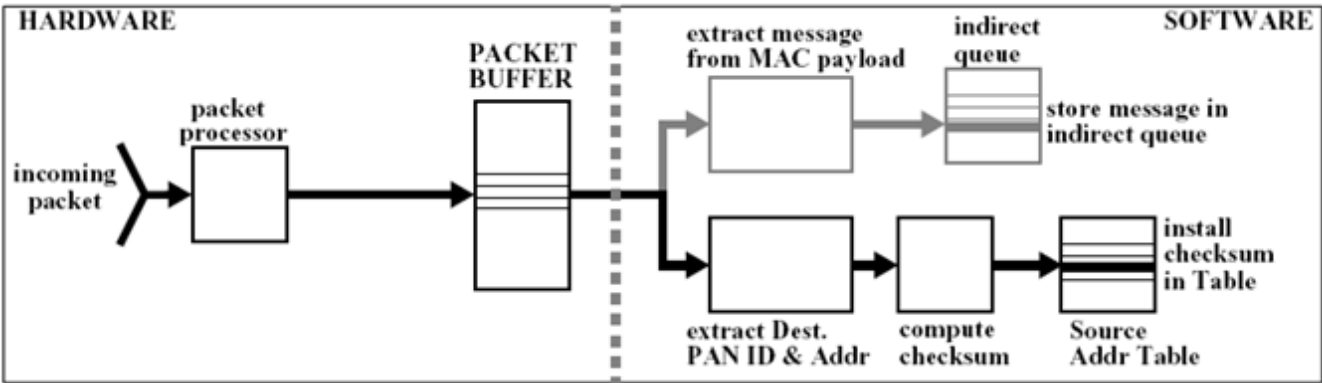 HARDWARE
SOFTWARE
extract message
from MAC payload
indirect
queue
PACKET
BUFFER
packet
processor
store message in
indirect queue
incoming
packet
install
checksum
in Table
extract Dest.
PAN ID & Addr
compute
checksum
Source
Addr Table